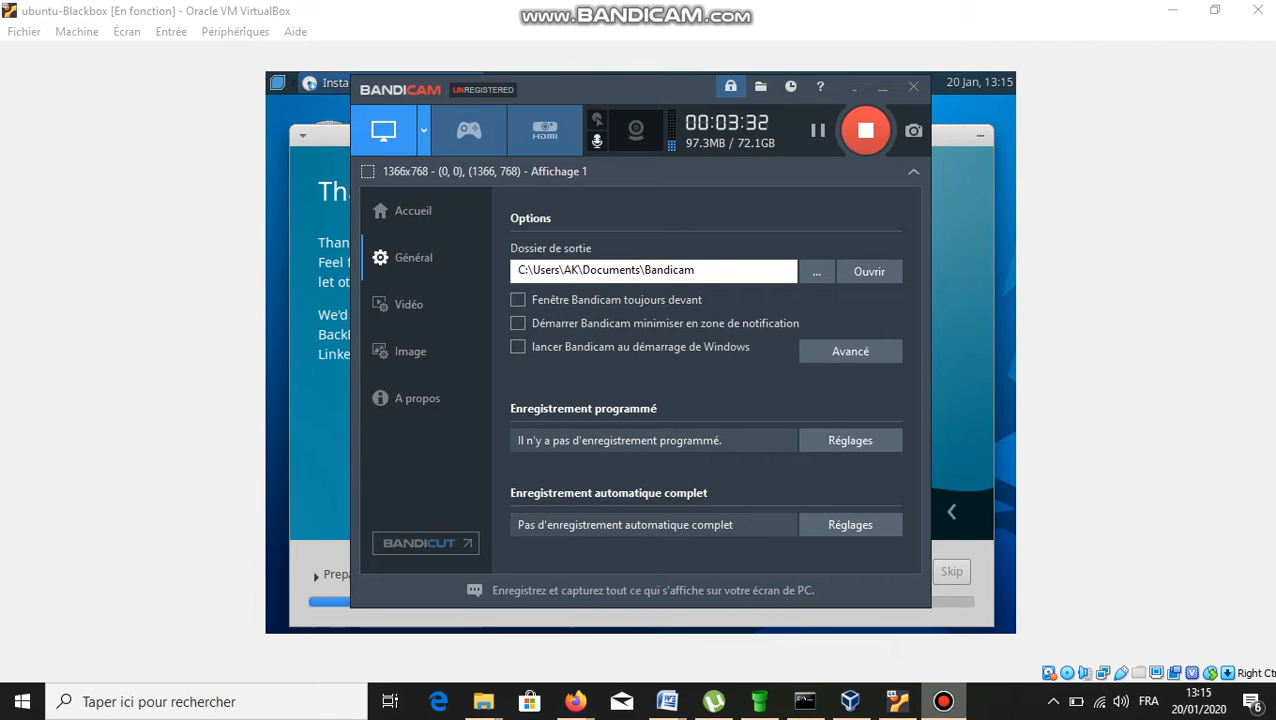 ubuntu-Blackbox [En fonction] - Oracle VM VirtualBox
www.BANDICAM.com
Fichier Machine Écran Entrée Périphériques Aide
Insta
20 Jan, 13:15
BANDICAM UNREGISTERED
?
HDMI
00:03:32
97.3MB / 72.1GB
1366x768 - (0, 0), (1366, 768) - Affichage 1
Accueil
Général
Vidéo
Image
A propos
BANDICUT
Options
Dossier de sortie
C:\Users\AK\Documents\Bandicam
...
Ouvrir
Fenêtre Bandicam toujours devant
Démarrer Bandicam minimiser en zone de notification
lancer Bandicam au démarrage de Windows
Avancé
Enregistrement programmé
Il n'y a pas d'enregistrement programmé.
Réglages
Enregistrement automatique complet
Pas d'enregistrement automatique complet
Réglages
Enregistrez et capturez tout ce qui s'affiche sur votre écran de PC.
Tha
Than
Feel f
let ot
We'd
Back
Linke
Prepa
Skip
Right Ct
Taper ici pour rechercher
FRA
13:15
20/01/2020
6